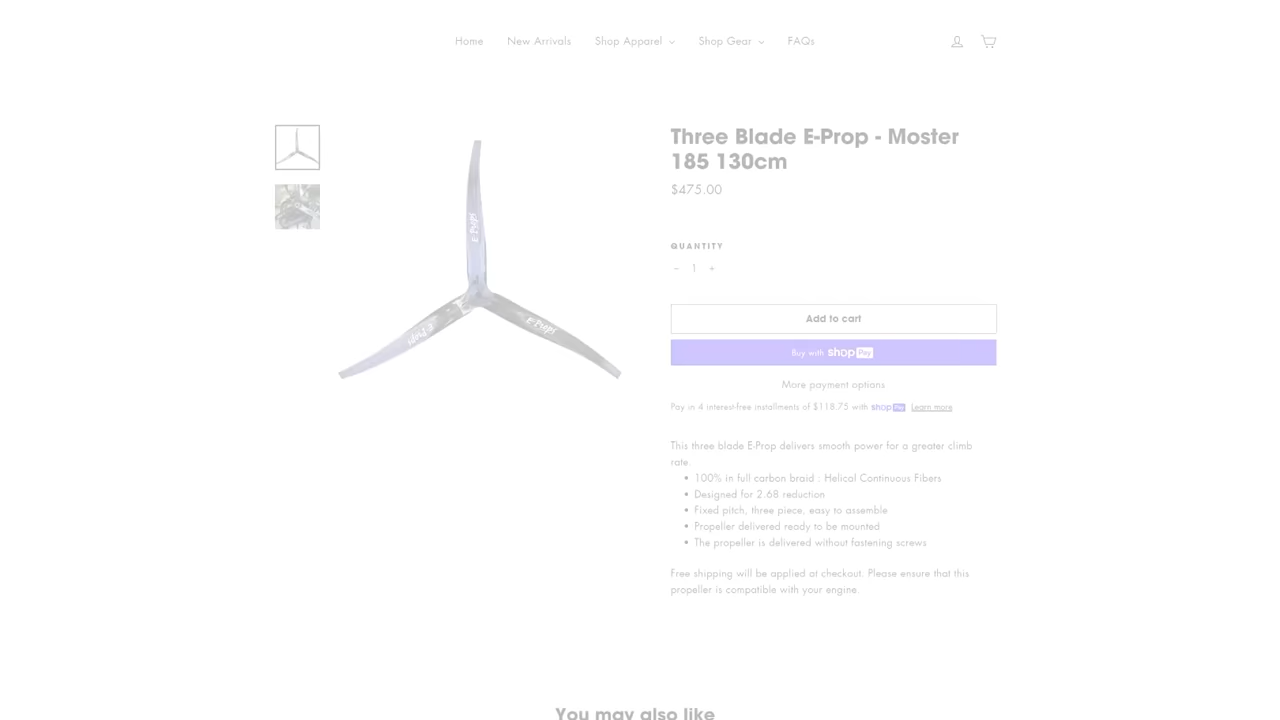 Home New Arrivals Shop Apparel Shop Gear FAQs
Three Blade E-Prop - Moster
185 130cm
$475.00
QUANTITY
− 1 +
Add to cart
Buy with shop Pay
More payment options
Pay in 4 interest-free installments of $118.75 with shop Pay Learn more
This three blade E-Prop delivers smooth power for a greater climb
rate.
• 100% in full carbon braid : Helical Continuous Fibers
• Designed for 2.68 reduction
• Fixed pitch, three piece, easy to assemble
• Propeller delivered ready to be mounted
• The propeller is delivered without fastening screws
Free shipping will be applied at checkout. Please ensure that this
propeller is compatible with your engine.
E-Props
E-Props
E-Props
You may also like